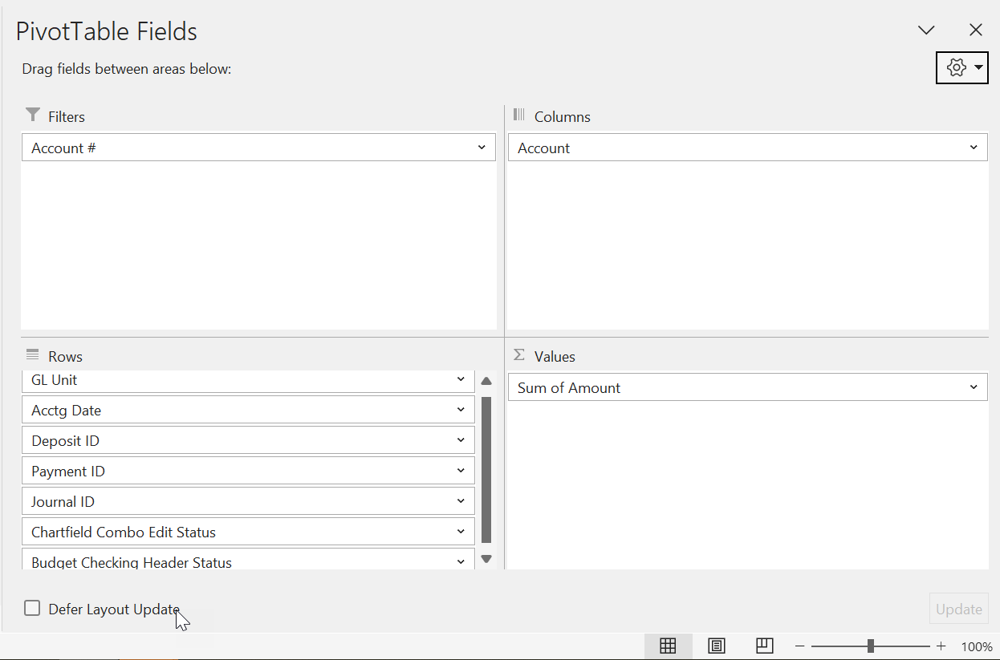 PivotTable Fields
Drag fields between areas below:
Filters
Account #
Columns
Account
Rows
GL Unit
Acctg Date
Deposit ID
Payment ID
Journal ID
Chartfield Combo Edit Status
Budget Checking Header Status
Σ Values
Sum of Amount
Defer Layout Update
Update
100%